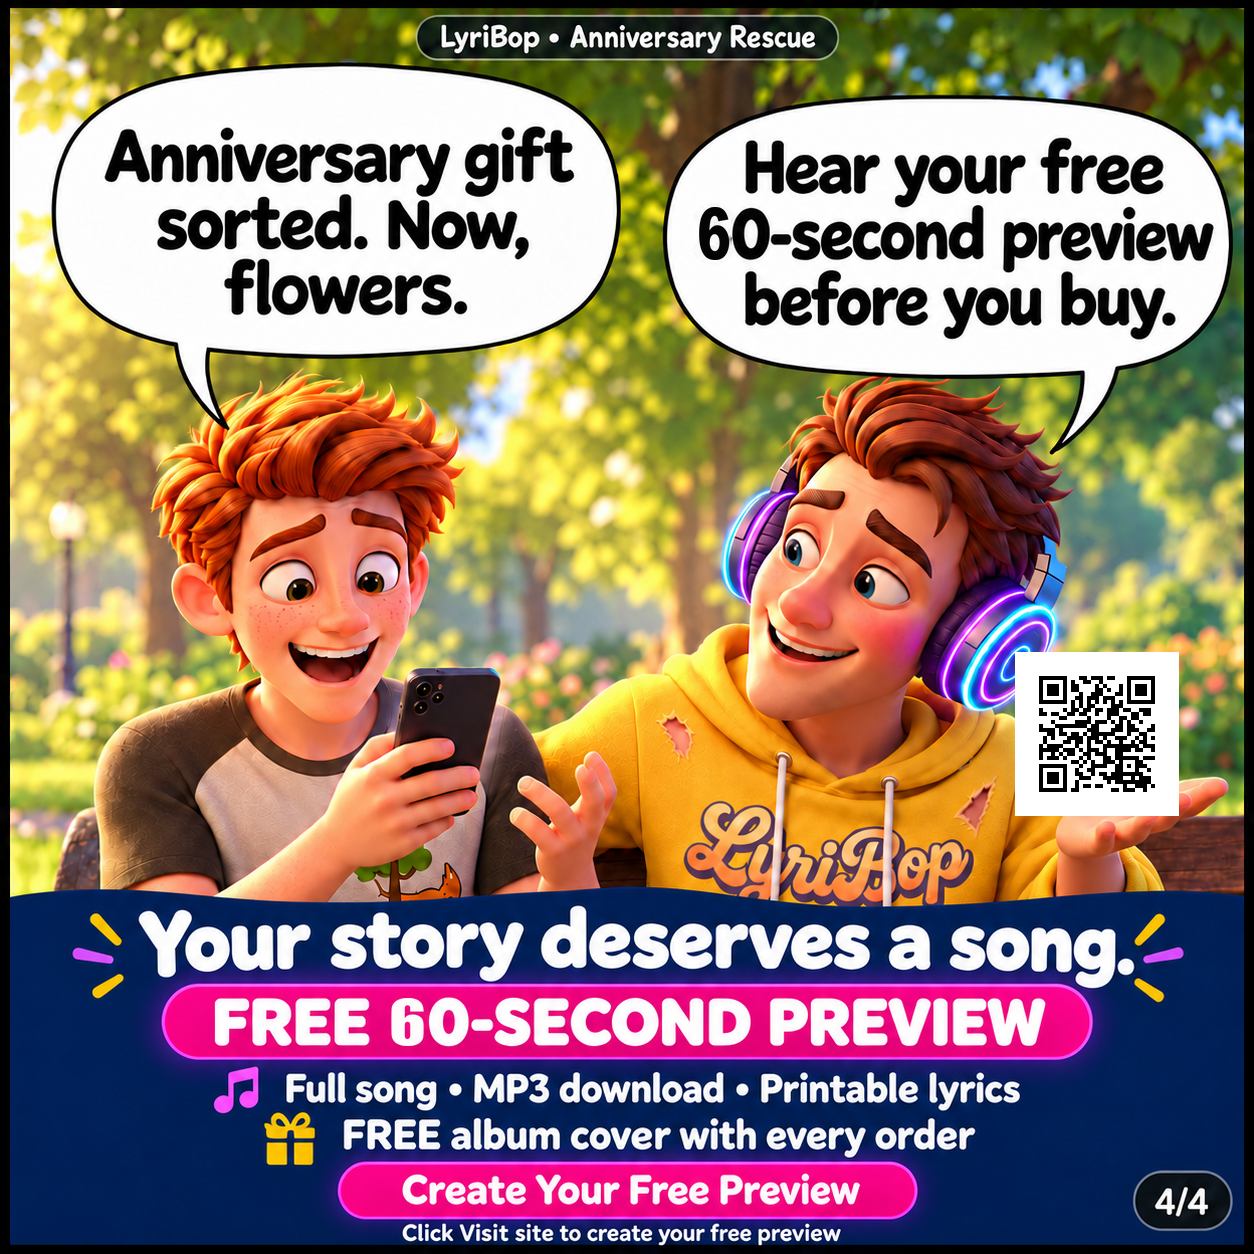 LyriBop • Anniversary Rescue
Anniversary gift
sorted. Now,
flowers.
Hear your free
60-second preview
before you buy.
LyriBop
Your story deserves a song.
FREE 60-SECOND PREVIEW
Full song • MP3 download • Printable lyrics
FREE album cover with every order
Create Your Free Preview
Click Visit site to create your free preview
4/4